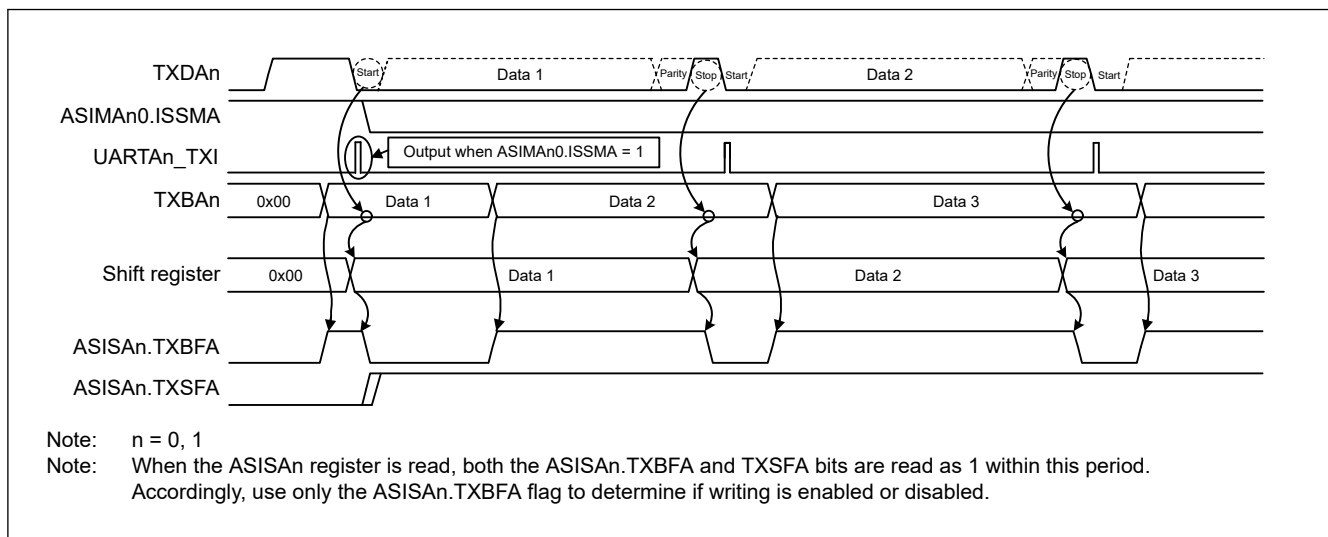 TXDAn Start Data 1 Parity Stop Start Data 2 Parity Stop Start
ASIMAn0.ISSMA
UARTAn_TXI Output when ASIMAn0.ISSMA = 1
TXBAn 0x00 Data 1 Data 2 Data 3
Shift register 0x00 Data 1 Data 2 Data 3
ASISAn.TXBFA
ASISAn.TXSFA
Note: n = 0, 1
Note: When the ASISAn register is read, both the ASISAn.TXBFA and TXSFA bits are read as 1 within this period.
Accordingly, use only the ASISAn.TXBFA flag to determine if writing is enabled or disabled.